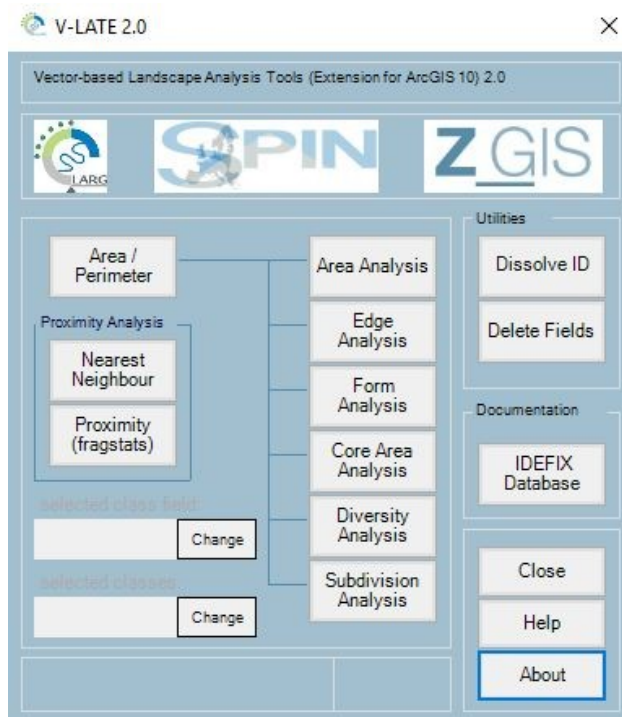 V-LATE 2.0
Vector-based Landscape Analysis Tools (Extension for ArcGIS 10) 2.0
LARG
SPIN
Z_GIS
Area /
Perimeter
Proximity Analysis
Nearest
Neighbour
Proximity
(fragstats)
selected class field:
Change
selected classes:
Change
Area Analysis
Edge
Analysis
Form
Analysis
Core Area
Analysis
Diversity
Analysis
Subdivision
Analysis
Utilities
Dissolve ID
Delete Fields
Documentation
IDEFIX
Database
Close
Help
About